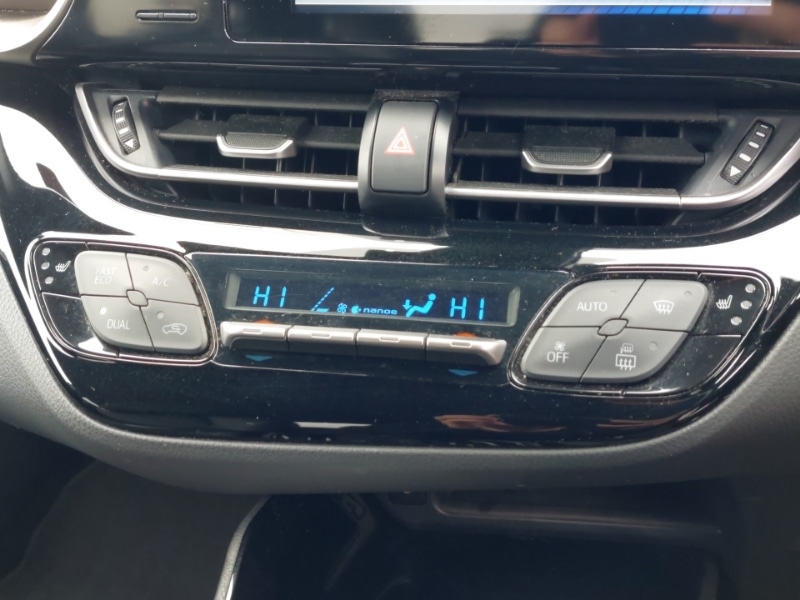 FAST
ECO
A/C
DUAL
HI
nanoe
HI
AUTO
OFF